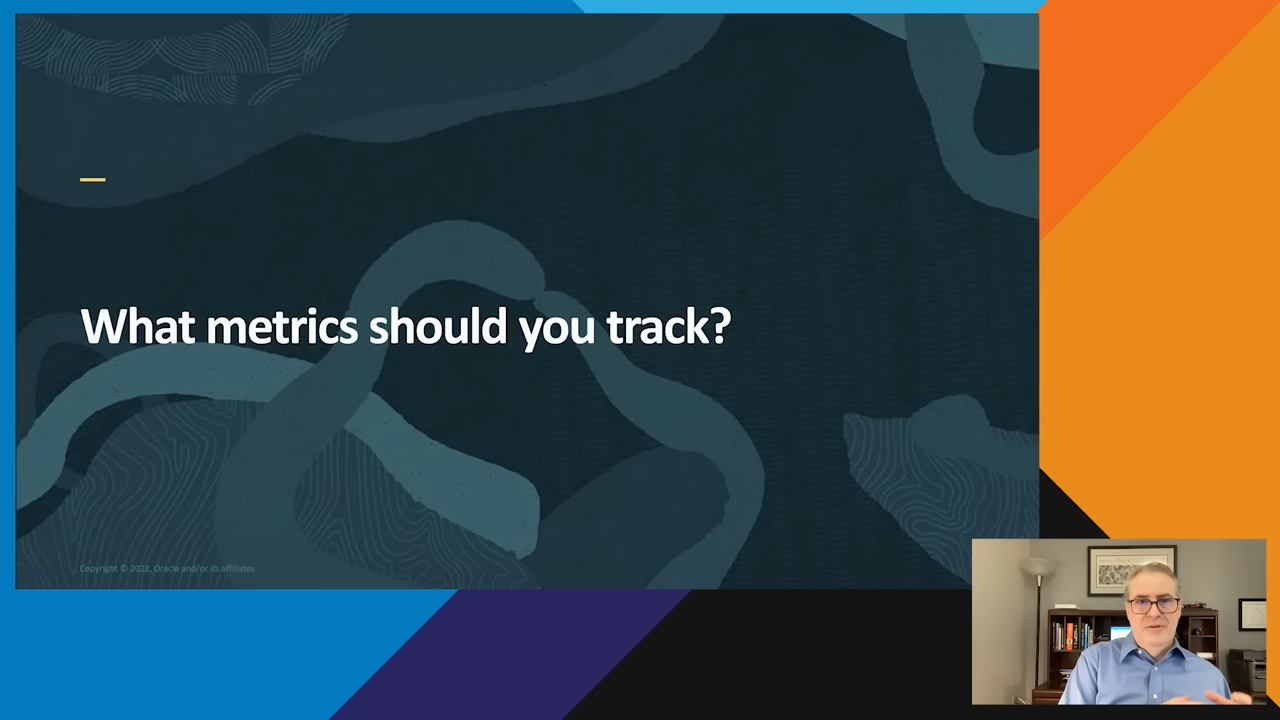 What metrics should you track?
Copyright © 2022, Oracle and/or its affiliates